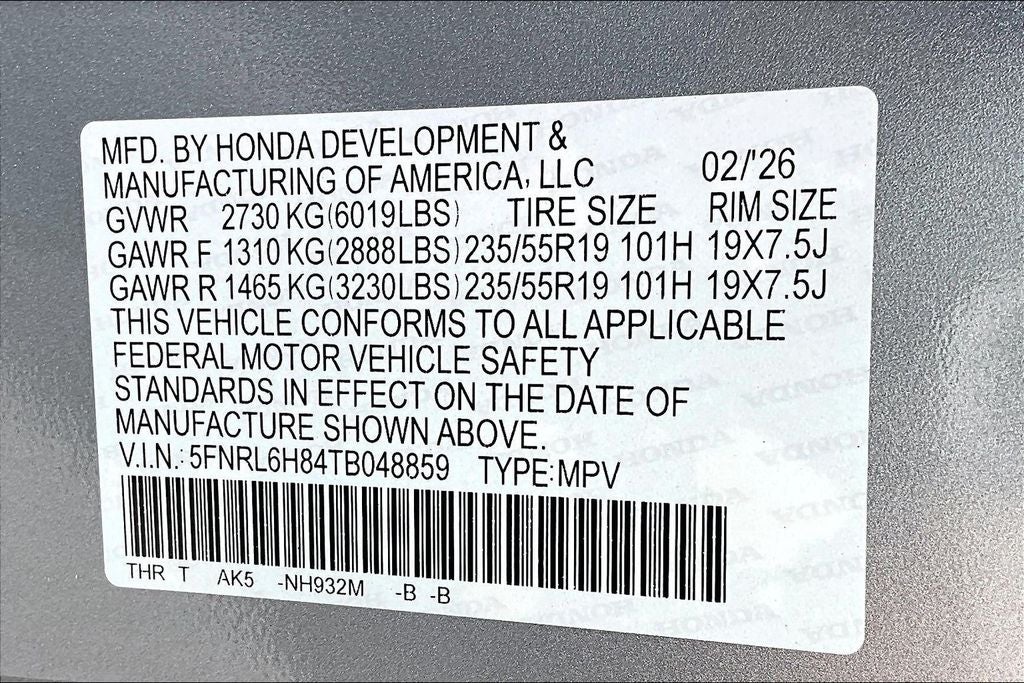 MFD. BY HONDA DEVELOPMENT &
MANUFACTURING OF AMERICA, LLC 02/'26
GVWR 2730 KG(6019LBS) TIRE SIZE RIM SIZE
GAWR F 1310 KG(2888LBS) 235/55R19 101H 19X7.5J
GAWR R 1465 KG(3230LBS) 235/55R19 101H 19X7.5J
THIS VEHICLE CONFORMS TO ALL APPLICABLE
FEDERAL MOTOR VEHICLE SAFETY
STANDARDS IN EFFECT ON THE DATE OF
MANUFACTURE SHOWN ABOVE.
V.I.N.: 5FNRL6H84TB048859 TYPE:MPV
THR T AK5 -NH932M -B -B